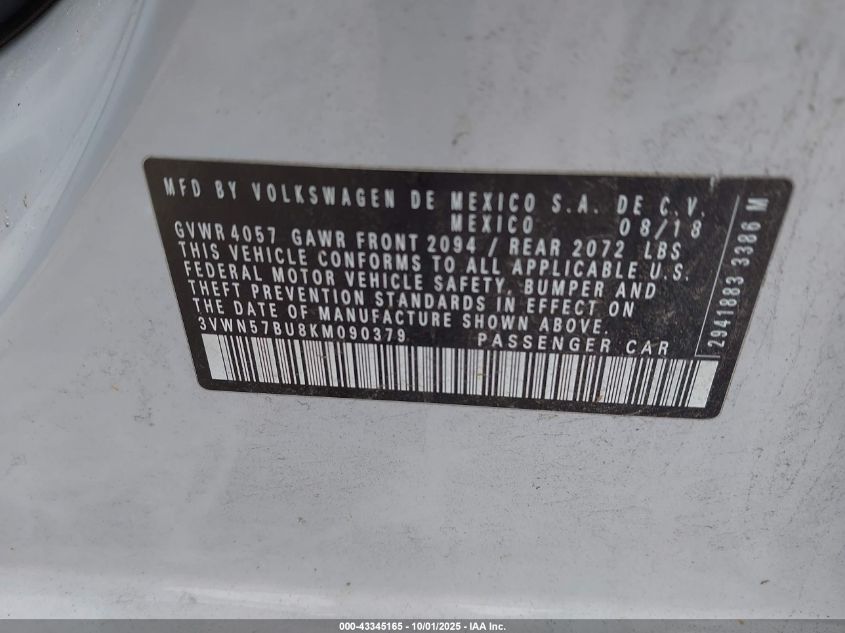 MFD BY VOLKSWAGEN DE MEXICO S.A. DE C.V.
MEXICO 08/18
GVWR 4057 GAWR FRONT 2094 / REAR 2072 LBS
THIS VEHICLE CONFORMS TO ALL APPLICABLE U.S.
FEDERAL MOTOR VEHICLE SAFETY, BUMPER AND
THEFT PREVENTION STANDARDS IN EFFECT ON
THE DATE OF MANUFACTURE SHOWN ABOVE.
3VWN57BU8KM090379 PASSENGER CAR
2941883 3386 M
000-43345165 - 10/01/2025 - IAA Inc.